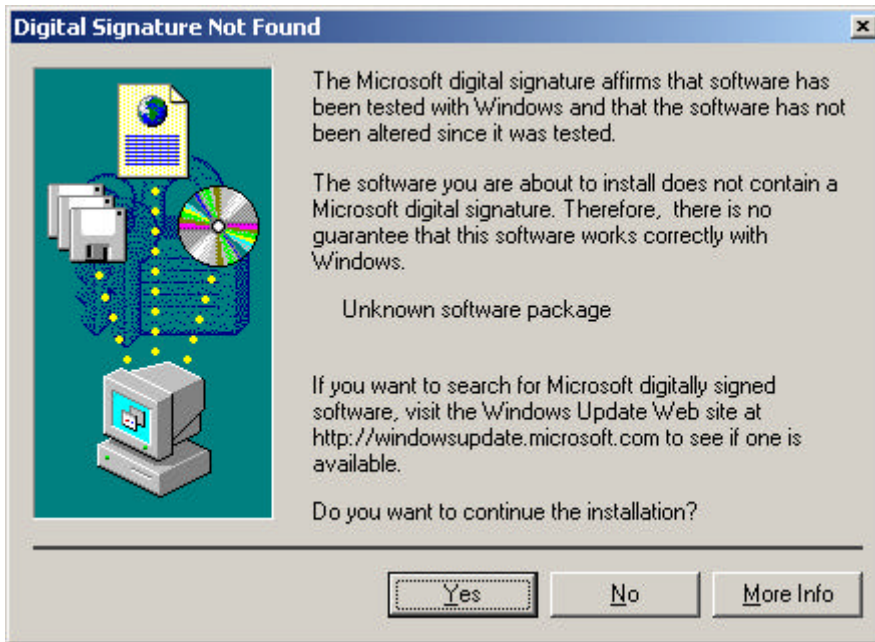 Digital Signature Not Found
The Microsoft digital signature affirms that software has
been tested with Windows and that the software has not
been altered since it was tested.
The software you are about to install does not contain a
Microsoft digital signature. Therefore,  there is no
guarantee that this software works correctly with
Windows.
Unknown software package
If you want to search for Microsoft digitally signed
software, visit the Windows Update Web site at
http://windowsupdate.microsoft.com to see if one is
available.
Do you want to continue the installation?
Yes No More Info